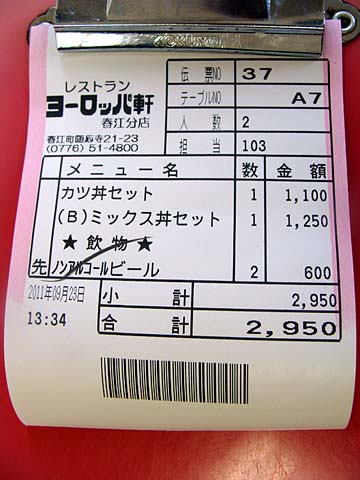 レストラン
ヨーロッパ軒
春江分店
春江町随応寺21-23
(0776) 51-4800
伝票NO 37
テーブルNO A7
人数 2
担当 103
メニュー名 数 金額
カツ丼セット 1 1,100
(B)ミックス丼セット 1 1,250
★飲物★
先 ノンアルコールビール 2 600
2011年09月23日
13:34
小計 2,950
合計 2,950